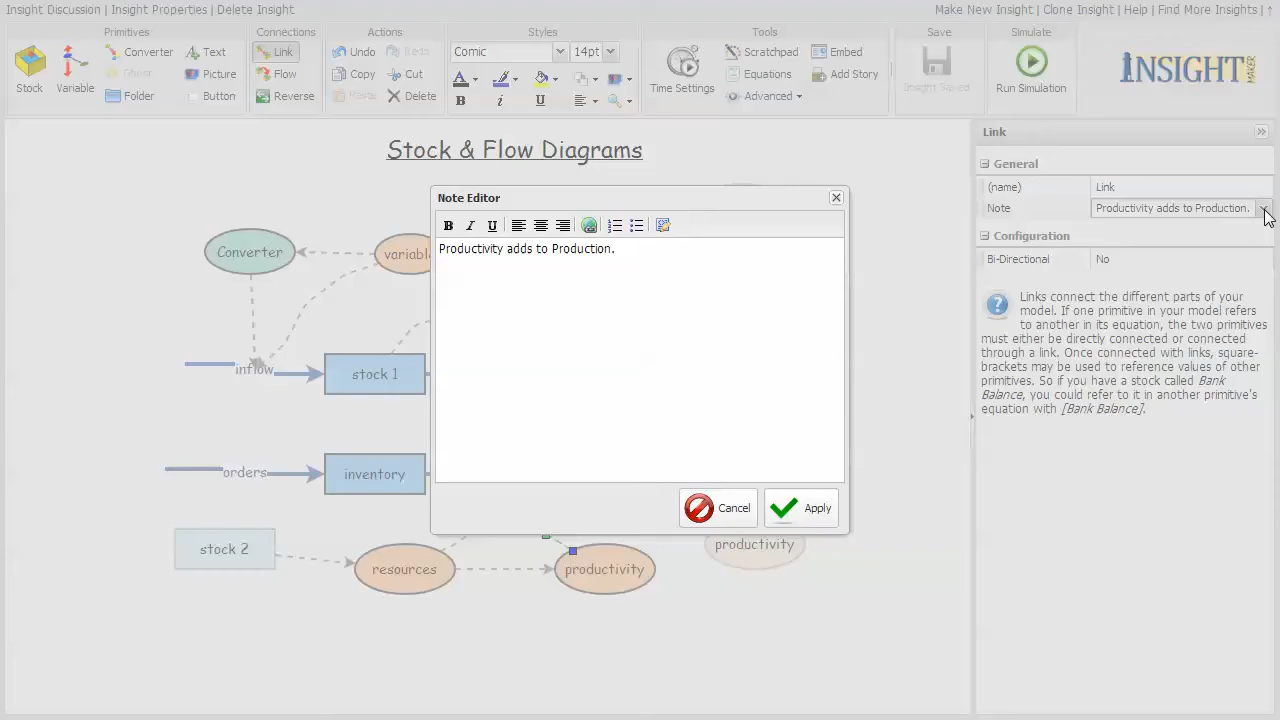 Insight Discussion | Insight Properties | Delete Insight
Make New Insight | Clone Insight | Help | Find More Insights | ↑
Primitives
Connections
Actions
Styles
Tools
Save
Simulate
Stock
Variable
Converter
Ghost
Folder
Text
Picture
Button
Link
Flow
Reverse
Undo
Redo
Copy
Cut
Paste
Delete
Comic
14pt
A
B
i
U
Time Settings
Scratchpad
Equations
Advanced
Embed
Add Story
Insight Saved
Run Simulation
INSIGHT
MAKER
Stock & Flow Diagrams
Converter
variabl
inflow
stock 1
orders
inventory
stock 2
resources
productivity
productivity
Note Editor
B I U
Productivity adds to Production.
Cancel
Apply
Link
General
(name)
Link
Note
Productivity adds to Production.
Configuration
Bi-Directional
No
Links connect the different parts of your
model. If one primitive in your model refers
to another in its equation, the two primitives
must either be directly connected or connected
through a link. Once connected with links, square-
brackets may be used to reference values of other
primitives. So if you have a stock called Bank
Balance, you could refer to it in another primitive's
equation with [Bank Balance].